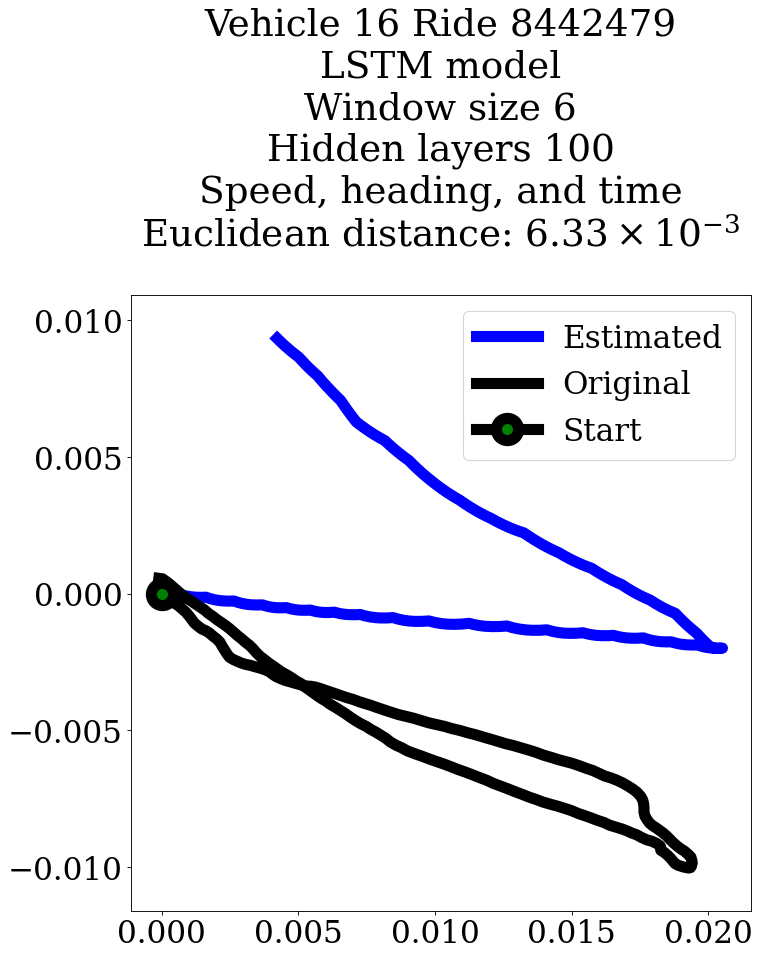 Vehicle 16 Ride 8442479
LSTM model
Window size 6
Hidden layers 100
Speed, heading, and time
Euclidean distance: 6.33 × 10⁻³
Estimated
Original
Start
0.010
0.005
0.000
−0.005
−0.010
0.000 0.005 0.010 0.015 0.020